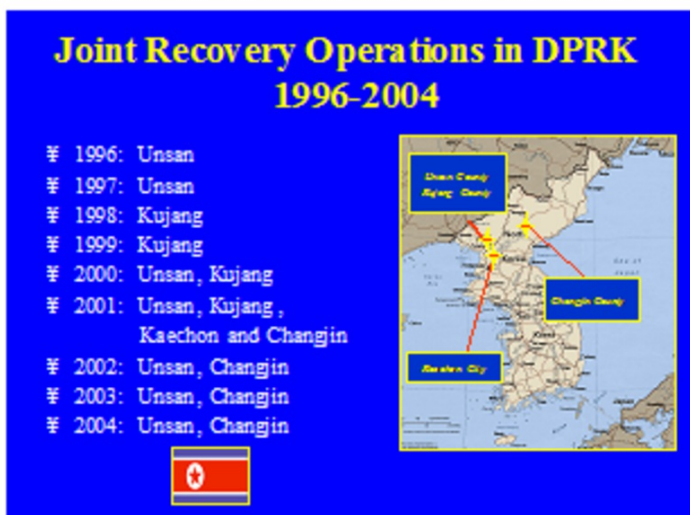 Joint Recovery Operations in DPRK
1996-2004
¥ 1996: Unsan
¥ 1997: Unsan
¥ 1998: Kujang
¥ 1999: Kujang
¥ 2000: Unsan, Kujang
¥ 2001: Unsan, Kujang,
Kaechon and Changjin
¥ 2002: Unsan, Changjin
¥ 2003: Unsan, Changjin
¥ 2004: Unsan, Changjin
Unsan County
Kujang County
North
Korea
Changjin County
Kaechon City